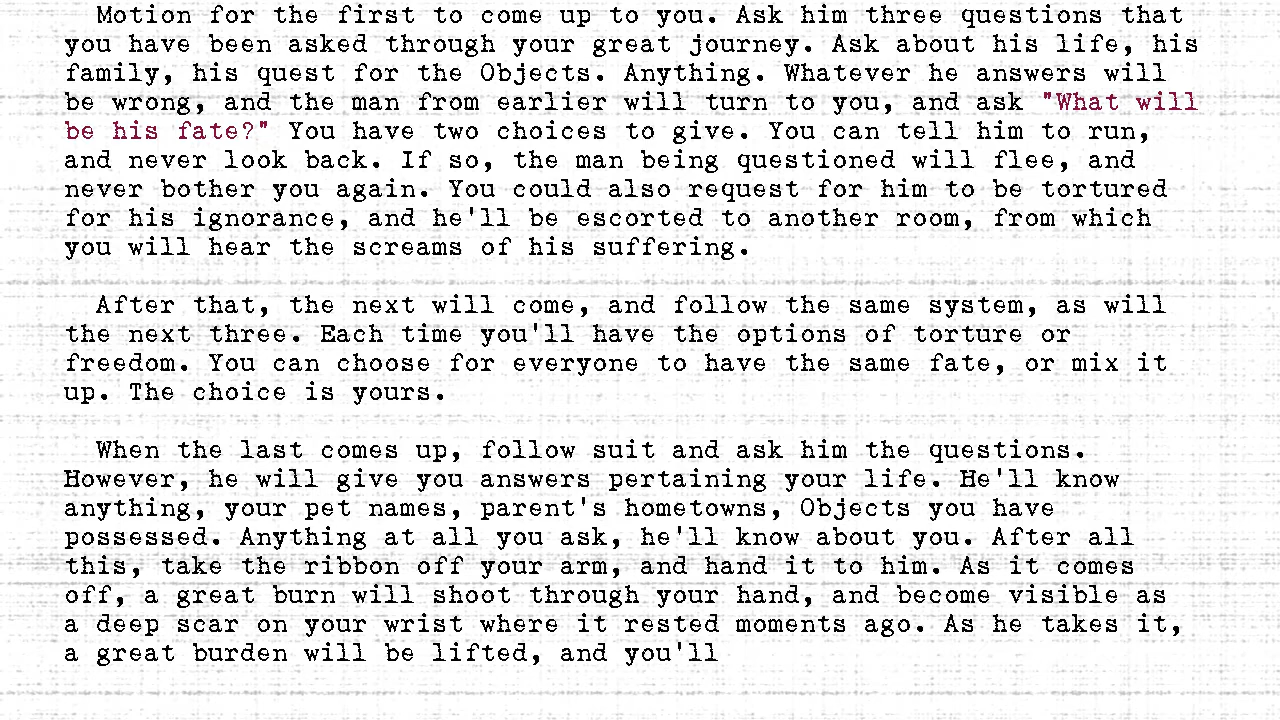 Motion for the first to come up to you. Ask him three questions that
you have been asked through your great journey. Ask about his life, his
family, his quest for the Objects. Anything. Whatever he answers will
be wrong, and the man from earlier will turn to you, and ask "What will
be his fate?" You have two choices to give. You can tell him to run,
and never look back. If so, the man being questioned will flee, and
never bother you again. You could also request for him to be tortured
for his ignorance, and he'll be escorted to another room, from which
you will hear the screams of his suffering.
After that, the next will come, and follow the same system, as will
the next three. Each time you'll have the options of torture or
freedom. You can choose for everyone to have the same fate, or mix it
up. The choice is yours.
When the last comes up, follow suit and ask him the questions.
However, he will give you answers pertaining your life. He'll know
anything, your pet names, parent's hometowns, Objects you have
possessed. Anything at all you ask, he'll know about you. After all
this, take the ribbon off your arm, and hand it to him. As it comes
off, a great burn will shoot through your hand, and become visible as
a deep scar on your wrist where it rested moments ago. As he takes it,
a great burden will be lifted, and you'll